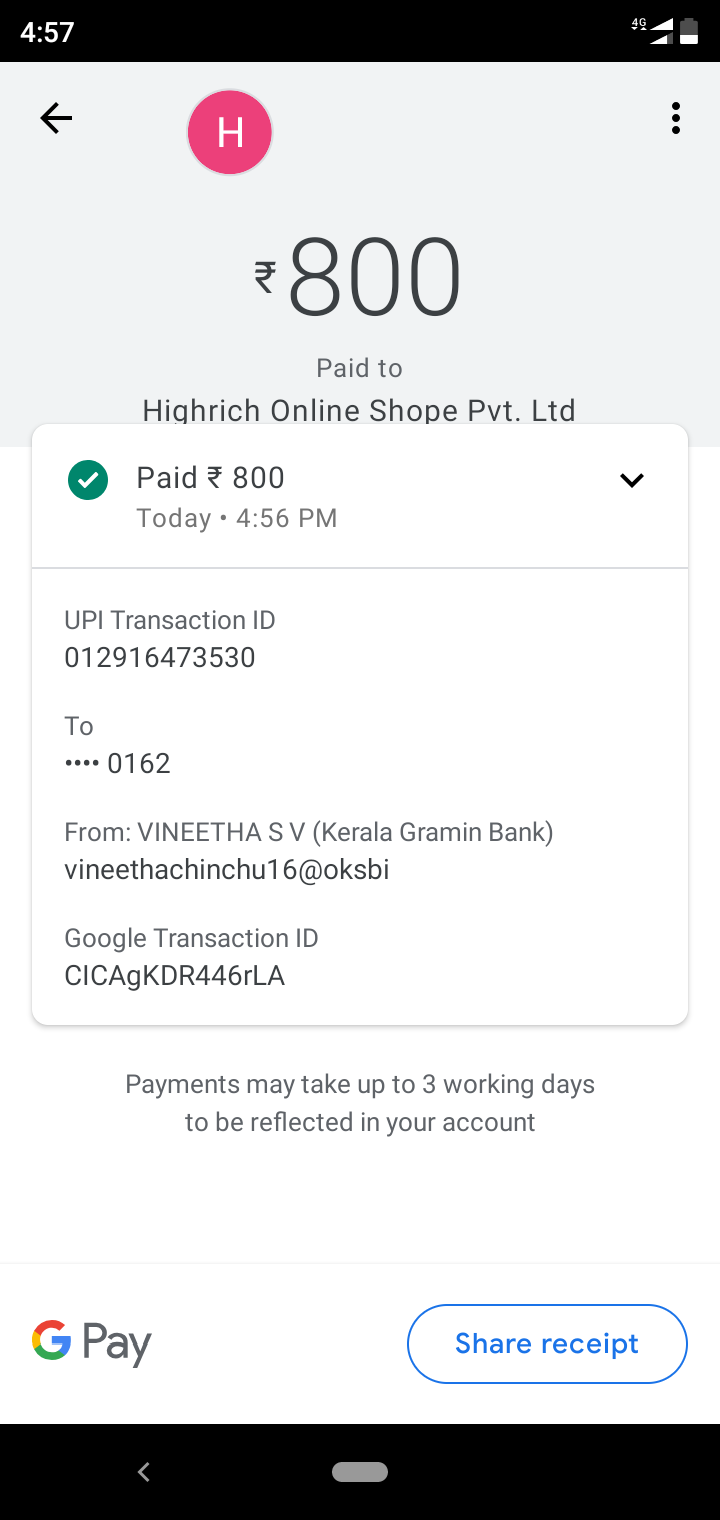 4:57
4G
H
₹800
Paid to
Highrich Online Shope Pvt. Ltd
Paid ₹ 800
Today • 4:56 PM
UPI Transaction ID
012916473530
To
•••• 0162
From: VINEETHA S V (Kerala Gramin Bank)
vineethachinchu16@oksbi
Google Transaction ID
CICAgKDR446rLA
Payments may take up to 3 working days
to be reflected in your account
G Pay
Share receipt